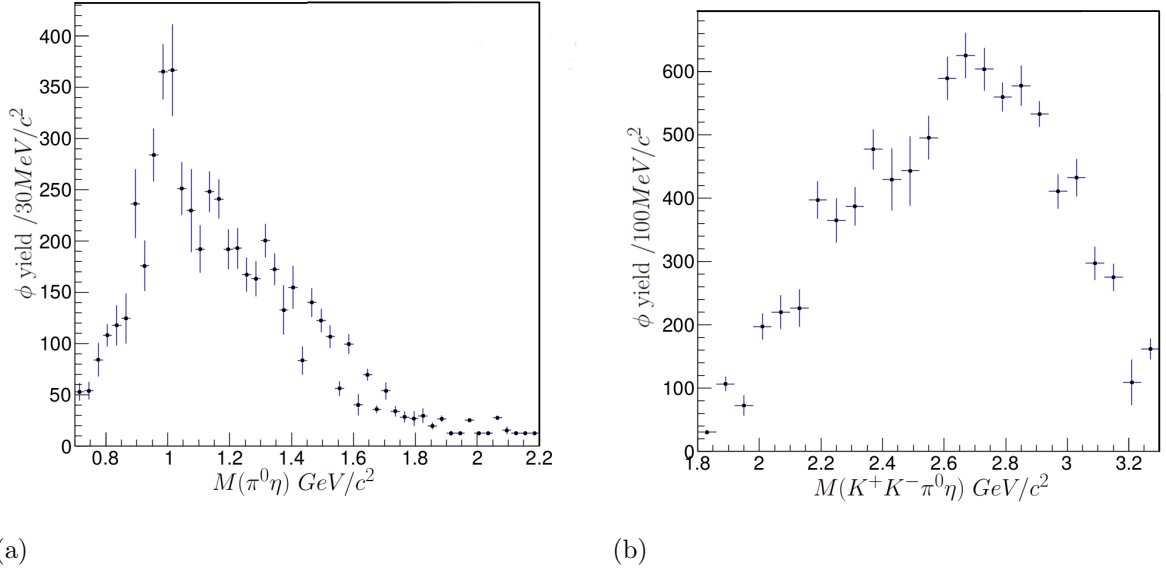 400
350
300
250
200
150
100
50
0
ϕ yield /30MeV/c²
0.8 1 1.2 1.4 1.6 1.8 2 2.2
M(π⁰η) GeV/c²
(a)
600
500
400
300
200
100
0
ϕ yield /100MeV/c²
1.8 2 2.2 2.4 2.6 2.8 3 3.2
M(K⁺K⁻π⁰η) GeV/c²
(b)